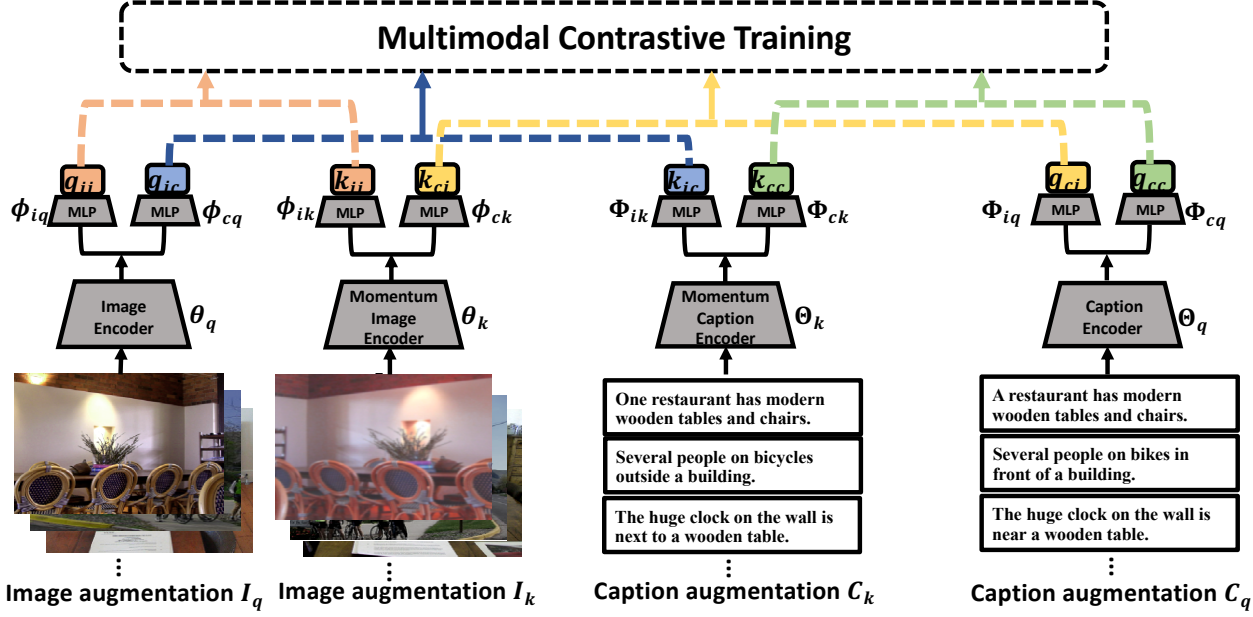 Multimodal Contrastive Training
q_ii q_ic k_ii k_ci k_ic k_cc q_ci q_cc
ϕ_iq MLP MLP ϕ_cq ϕ_ik MLP MLP ϕ_ck Φ_ik MLP MLP Φ_ck Φ_iq MLP MLP Φ_cq
Image
Encoder
θ_q
Momentum
Image
Encoder
θ_k
Momentum
Caption
Encoder
Θ_k
Caption
Encoder
Θ_q
One restaurant has modern
wooden tables and chairs.
Several people on bicycles
outside a building.
The huge clock on the wall is
next to a wooden table.
A restaurant has modern
wooden tables and chairs.
Several people on bikes in
front of a building.
The huge clock on the wall is
near a wooden table.
Image augmentation I_q
Image augmentation I_k
Caption augmentation C_k
Caption augmentation C_q